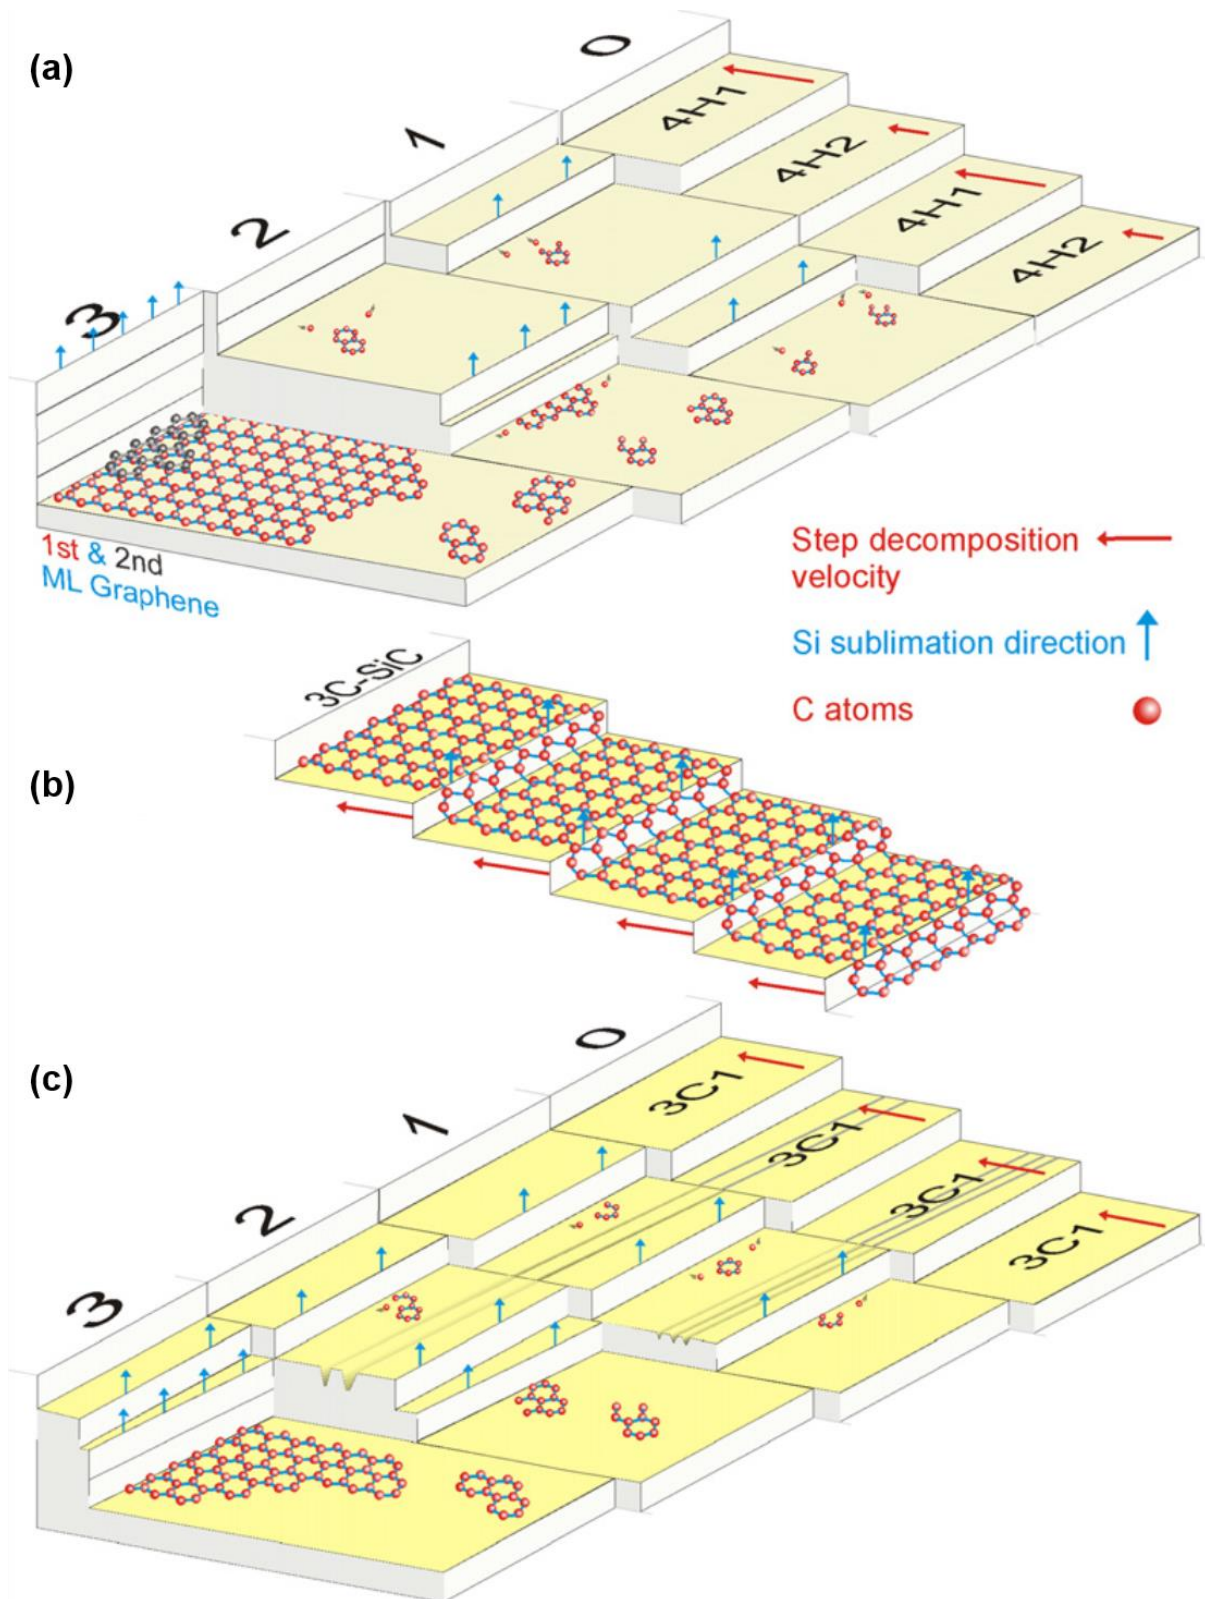 (a)
0
1
2
3
4H1
4H2
4H1
4H2
1st & 2nd
ML Graphene
Step decomposition
velocity
Si sublimation direction
C atoms
(b)
3C-SiC
(c)
0
1
2
3
3C1
3C1
3C1
3C1